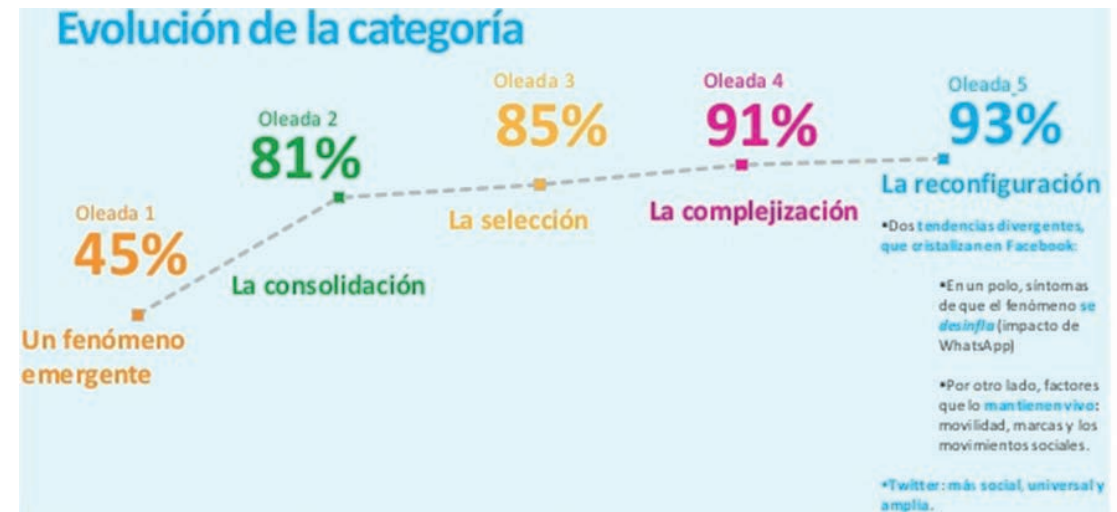 Evolución de la categoría
Oleada 1
45%
Un fenómeno
emergente
Oleada 2
81%
La consolidación
Oleada 3
85%
La selección
Oleada 4
91%
La complejización
Oleada 5
93%
La reconfiguración
▪Dos tendencias divergentes,
que cristalizan en Facebook:
▪En un polo, síntomas
de que el fenómeno se
desinfla (impacto de
WhatsApp)
▪Por otro lado, factores
que lo mantienen vivo:
movilidad, marcas y los
movimientos sociales.
▪Twitter: más social, universal y
amplia.